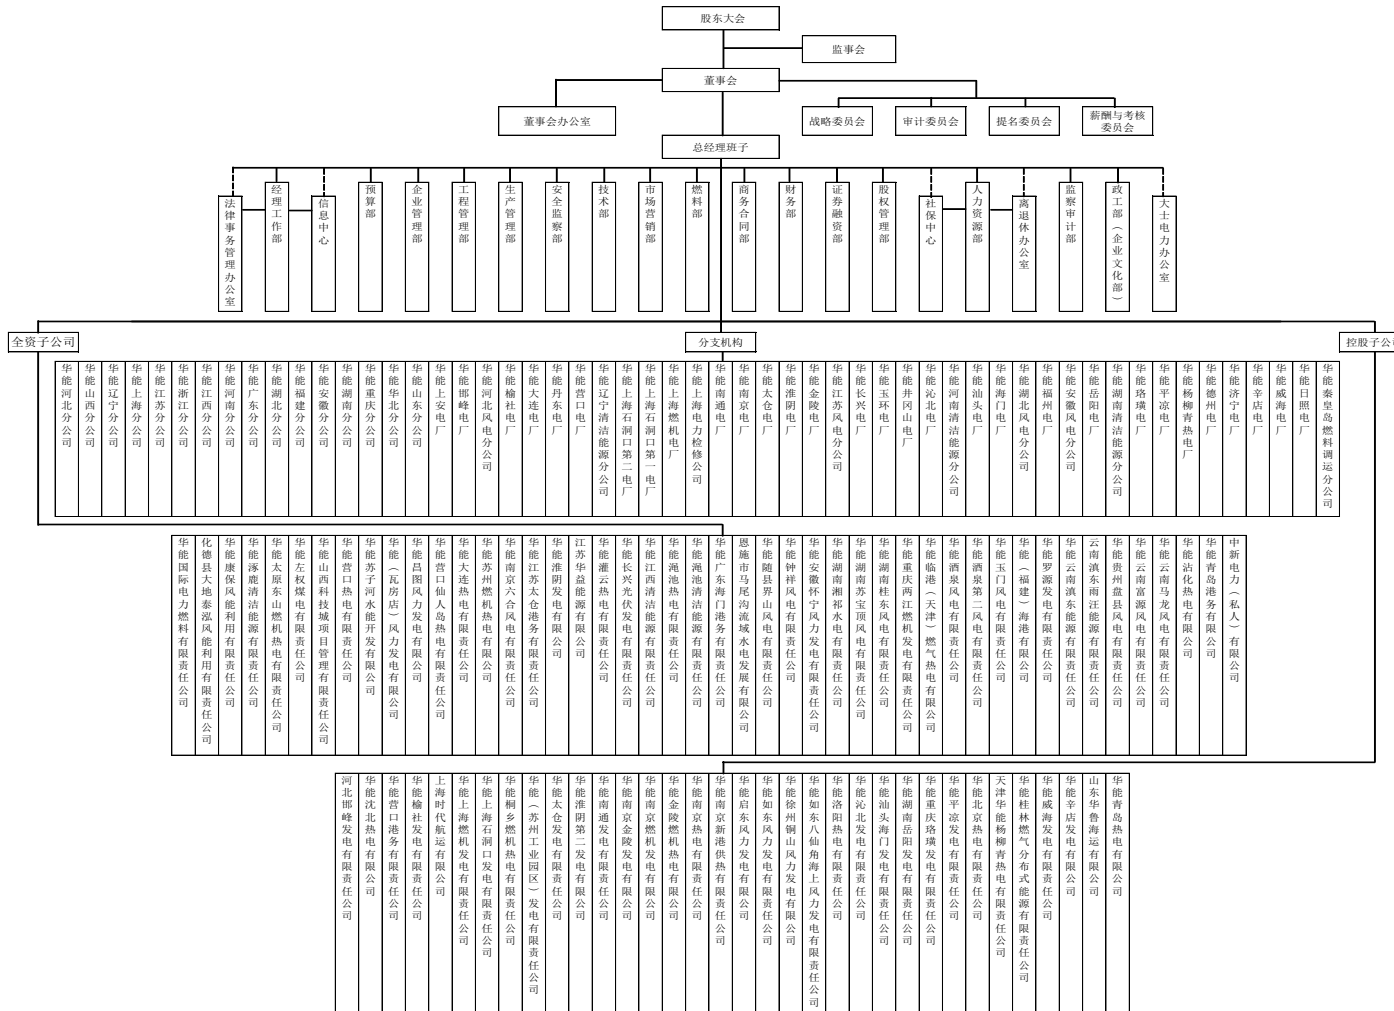 股东大会
监事会
董事会
董事会办公室
战略委员会
审计委员会
提名委员会
薪酬与考核
委员会
总经理班子
法律事务管理办公室
经理工作部
信息中心
预算部
企业管理部
工程管理部
生产管理部
安全监察部
技术部
市场营销部
燃料部
商务合同部
财务部
证券融资部
股权管理部
社保中心
人力资源部
离退休办公室
监察审计部
政工部（企业文化部）
大士电力办公室
全资子公司
分支机构
控股子公司
华能河北分公司
华能山西分公司
华能辽宁分公司
华能上海分公司
华能江苏分公司
华能浙江分公司
华能江西分公司
华能河南分公司
华能广东分公司
华能湖北分公司
华能福建分公司
华能安徽分公司
华能湖南分公司
华能重庆分公司
华能华北分公司
华能山东分公司
华能上安电厂
华能邯峰电厂
华能河北风电分公司
华能榆社电厂
华能大连电厂
华能丹东电厂
华能营口电厂
华能辽宁清洁能源分公司
华能上海石洞口第二电厂
华能上海石洞口第一电厂
华能上海燃机电厂
华能上海电力检修公司
华能南通电厂
华能南京电厂
华能太仓电厂
华能淮阴电厂
华能金陵电厂
华能江苏风电分公司
华能长兴电厂
华能玉环电厂
华能井冈山电厂
华能沁北电厂
华能河南清洁能源分公司
华能汕头电厂
华能海门电厂
华能湖北风电分公司
华能福州电厂
华能安徽风电分公司
华能岳阳电厂
华能湖南清洁能源分公司
华能珞璜电厂
华能平凉电厂
华能杨柳青热电厂
华能德州电厂
华能济宁电厂
华能辛店电厂
华能威海电厂
华能日照电厂
华能秦皇岛燃料调运分公司
华能国际电力燃料有限责任公司
化德县大地泰泓风能利用有限责任公司
华能康保风能利用有限责任公司
华能涿鹿清洁能源有限责任公司
华能太原东山燃机热电有限责任公司
华能左权煤电有限责任公司
华能山西科技城项目管理有限责任公司
华能营口热电有限责任公司
华能苏子河水能开发有限公司
华能（瓦房店）风力发电有限公司
华能昌图风力发电有限公司
华能营口仙人岛热电有限责任公司
华能大连热电有限责任公司
华能苏州燃机热电有限公司
华能南京六合风电有限责任公司
华能江苏太仓港务有限责任公司
华能淮阴发电有限公司
江苏华益能源有限公司
华能灌云热电有限责任公司
华能长兴光伏发电有限责任公司
华能江西清洁能源有限责任公司
华能渑池热电有限责任公司
华能渑池清洁能源有限责任公司
华能广东海门港务有限责任公司
恩施市马尾沟流域水电发展有限公司
华能随县界山风电有限责任公司
华能钟祥风电有限责任公司
华能安徽怀宁风力发电有限责任公司
华能湖南湘祁水电有限责任公司
华能湖南苏宝顶风电有限责任公司
华能湖南桂东风电有限责任公司
华能重庆两江燃机发电有限责任公司
华能临港（天津）燃气热电有限公司
华能酒泉风电有限责任公司
华能酒泉第二风电有限责任公司
华能玉门风电有限责任公司
华能（福建）海港有限公司
华能罗源发电有限责任公司
华能云南滇东能源有限责任公司
云南滇东雨汪能源有限公司
华能贵州盘县风电有限责任公司
华能云南富源风电有限责任公司
华能云南马龙风电有限责任公司
华能沾化热电有限公司
华能青岛港务有限公司
中新电力（私人）有限公司
河北邯峰发电有限责任公司
华能沈北热电有限公司
华能营口港务有限责任公司
华能榆社发电有限责任公司
上海时代航运有限公司
华能上海燃机发电有限责任公司
华能上海石洞口发电有限责任公司
华能桐乡燃机热电有限责任公司
华能（苏州工业园区）发电有限责任公司
华能太仓发电有限责任公司
华能淮阴第二发电有限公司
华能南通发电有限责任公司
华能南京金陵发电有限公司
华能南京燃机发电有限公司
华能金陵燃机热电有限公司
华能南京热电有限责任公司
华能南京新港供热有限责任公司
华能启东风力发电有限公司
华能如东风力发电有限责任公司
华能徐州铜山风力发电有限公司
华能如东八仙角海上风力发电有限责任公司
华能洛阳热电有限责任公司
华能沁北发电有限责任公司
华能汕头海门发电有限责任公司
华能湖南岳阳发电有限责任公司
华能重庆珞璜发电有限责任公司
华能平凉发电有限责任公司
华能北京热电有限责任公司
天津华能杨柳青热电有限责任公司
华能桂林燃气分布式能源有限责任公司
华能威海发电有限责任公司
华能辛店发电有限公司
山东华鲁海运有限公司
华能青岛热电有限公司